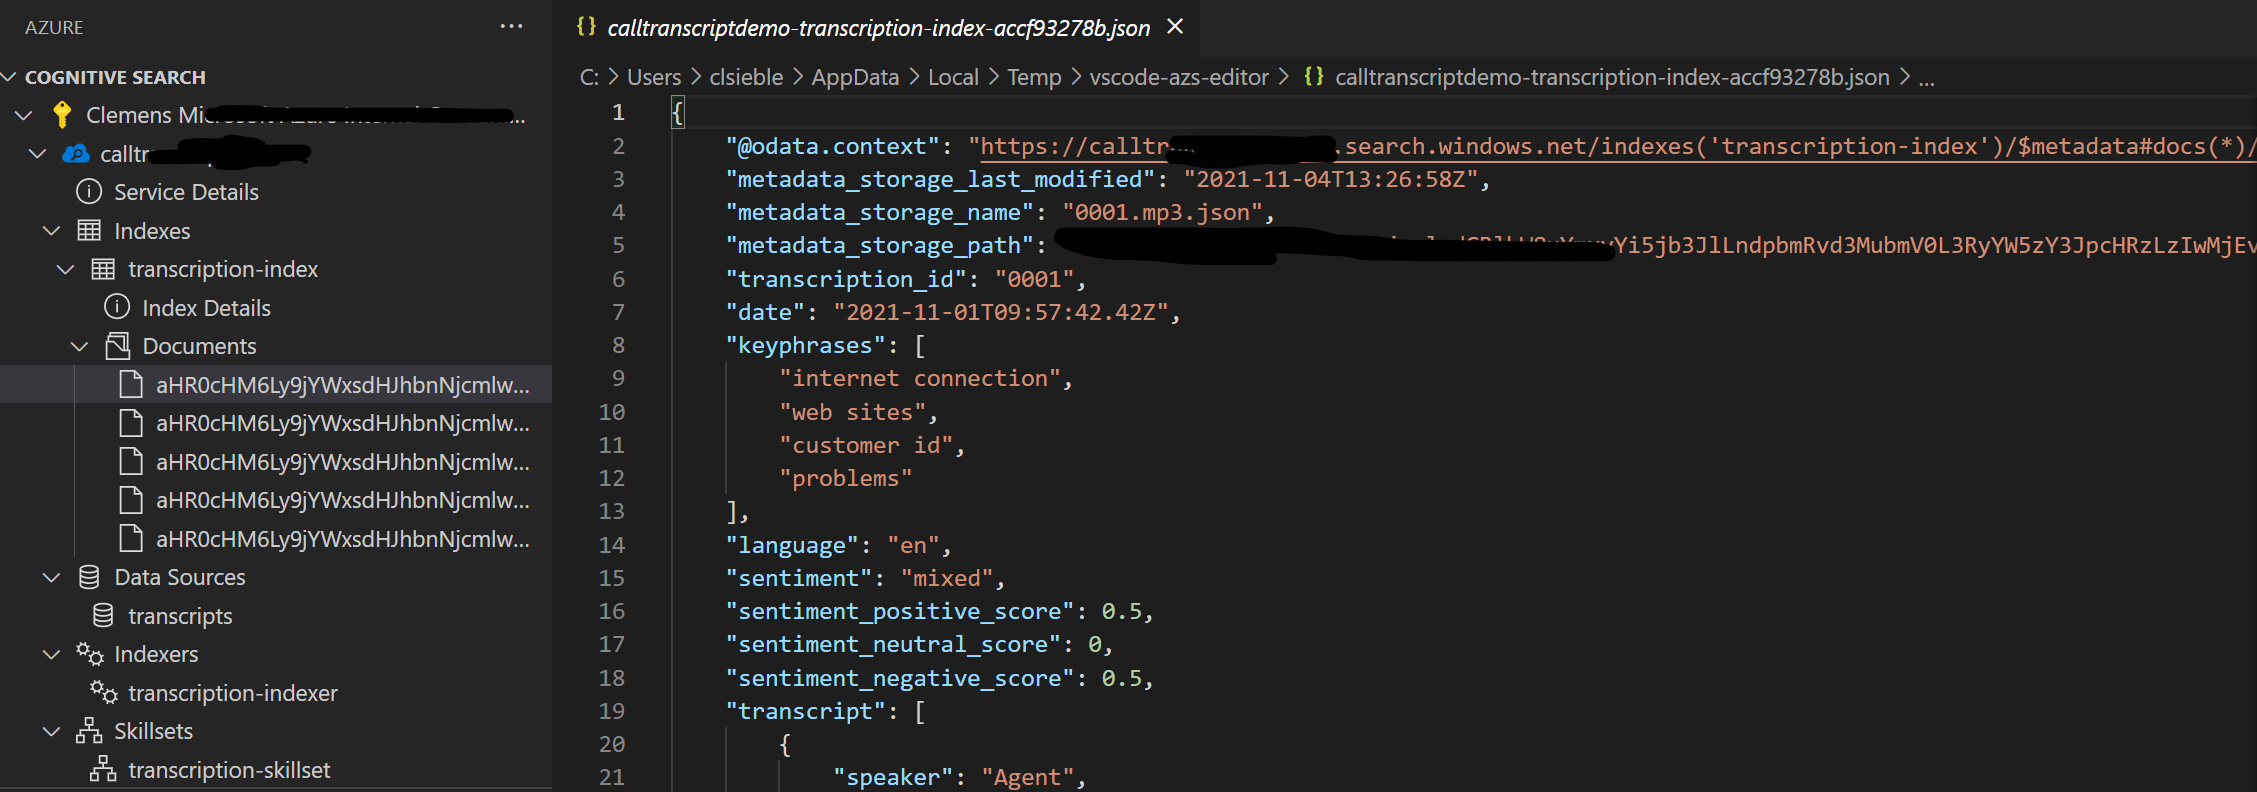 AZURE
COGNITIVE SEARCH
Clemens
Service Details
Indexes
transcription-index
Index Details
Documents
aHR0cHM6Ly9jYWxsdHJhbnNjcmlw...
aHR0cHM6Ly9jYWxsdHJhbnNjcmlw...
aHR0cHM6Ly9jYWxsdHJhbnNjcmlw...
aHR0cHM6Ly9jYWxsdHJhbnNjcmlw...
aHR0cHM6Ly9jYWxsdHJhbnNjcmlw...
Data Sources
transcripts
Indexers
transcription-indexer
Skillsets
transcription-skillset
{} calltranscriptdemo-transcription-index-accf93278b.json
C: > Users > clsieble > AppData > Local > Temp > vscode-azs-editor > {} calltranscriptdemo-transcription-index-accf93278b.json > ...
1 {
2 "@odata.context": "https://calltr .search.windows.net/indexes('transcription-index')/$metadata#docs(*)/
3 "metadata_storage_last_modified": "2021-11-04T13:26:58Z",
4 "metadata_storage_name": "0001.mp3.json",
5 "metadata_storage_path": Yi5jb3JlLndpbmRvd3MubmV0L3RyYW5zY3JpcHRzLzIwMjEv
6 "transcription_id": "0001",
7 "date": "2021-11-01T09:57:42.42Z",
8 "keyphrases": [
9 "internet connection",
10 "web sites",
11 "customer id",
12 "problems"
13 ],
14 "language": "en",
15 "sentiment": "mixed",
16 "sentiment_positive_score": 0.5,
17 "sentiment_neutral_score": 0,
18 "sentiment_negative_score": 0.5,
19 "transcript": [
20 {
21 "speaker": "Agent",